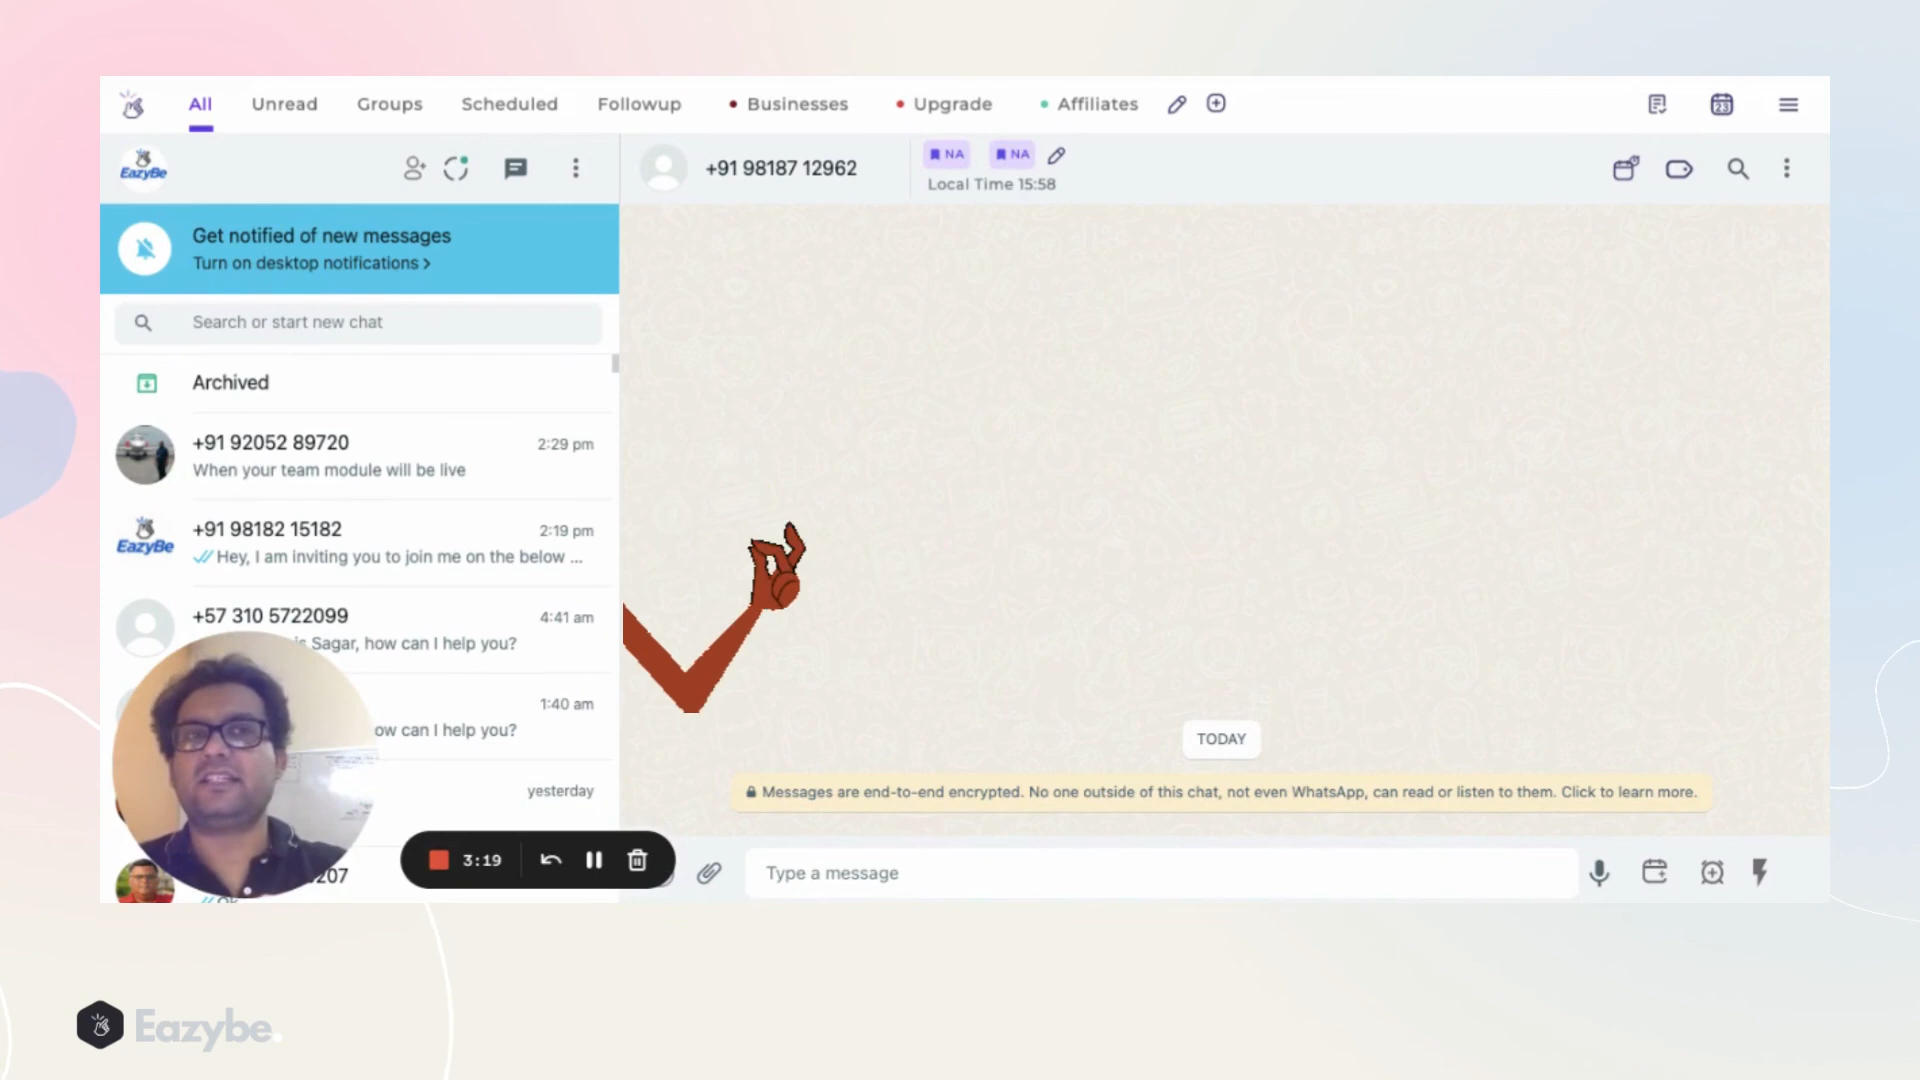 All Unread Groups Scheduled Followup Businesses Upgrade Affiliates
23
EazyBe
+91 98187 12962
NA NA
Local Time 15:58
Get notified of new messages
Turn on desktop notifications >
Search or start new chat
Archived
+91 92052 89720 2:29 pm
When your team module will be live
EazyBe
+91 98182 15182 2:19 pm
Hey, I am inviting you to join me on the below ...
+57 310 5722099 4:41 am
Sagar, how can I help you?
1:40 am
ow can I help you?
yesterday
207
3:19
TODAY
Messages are end-to-end encrypted. No one outside of this chat, not even WhatsApp, can read or listen to them. Click to learn more.
Type a message
Eazybe.